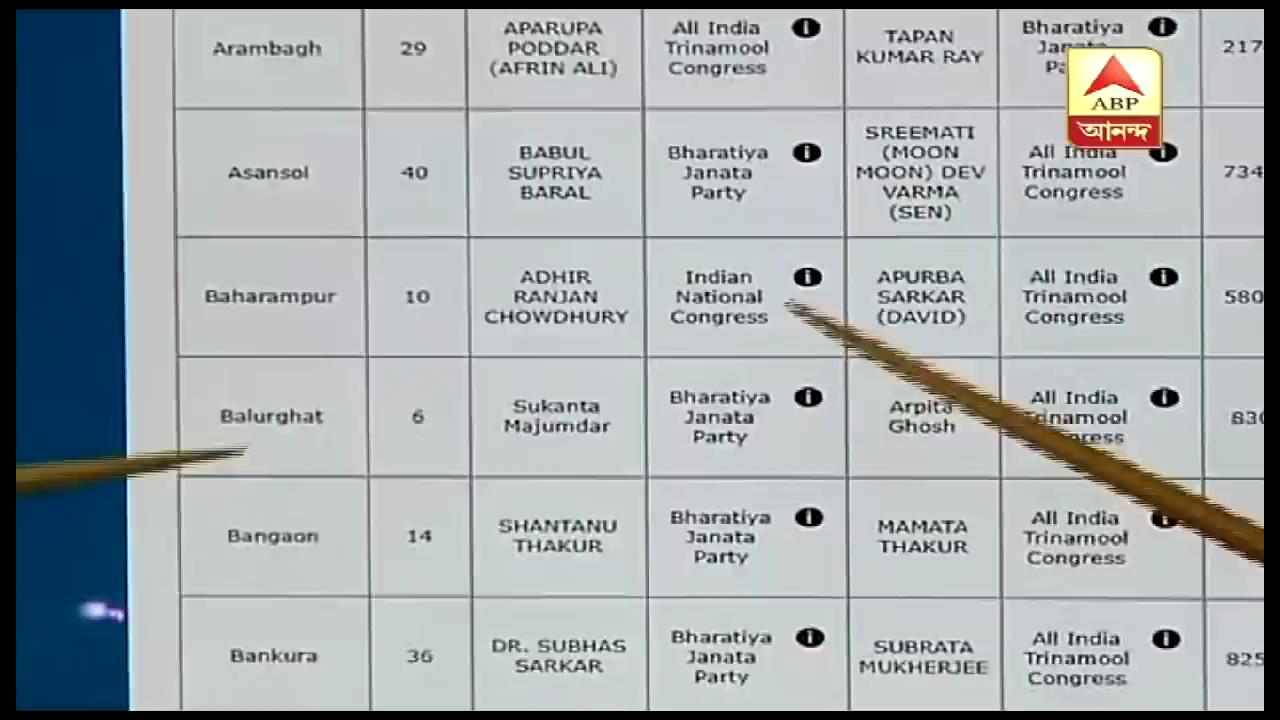 Arambagh
29
APARUPA
PODDAR
(AFRIN ALI)
All India
Trinamool
Congress
TAPAN
KUMAR RAY
Bharatiya
217
ABP
আনন্দ
Asansol
40
BABUL
SUPRIYA
BARAL
Bharatiya
Janata
Party
SREEMATI
(MOON
MOON) DEV
VARMA
(SEN)
All India
Trinamool
Congress
734
Baharampur
10
ADHIR
RANJAN
CHOWDHURY
Indian
National
Congress
APURBA
SARKAR
(DAVID)
All India
Trinamool
Congress
580
Balurghat
6
Sukanta
Majumdar
Bharatiya
Janata
Party
Arpita
Ghosh
All India
Trinamool
Congress
830
Bangaon
14
SHANTANU
THAKUR
Bharatiya
Janata
Party
MAMATA
THAKUR
All India
Trinamool
Congress
Bankura
36
DR. SUBHAS
SARKAR
Bharatiya
Janata
Party
SUBRATA
MUKHERJEE
All India
Trinamool
Congress
825